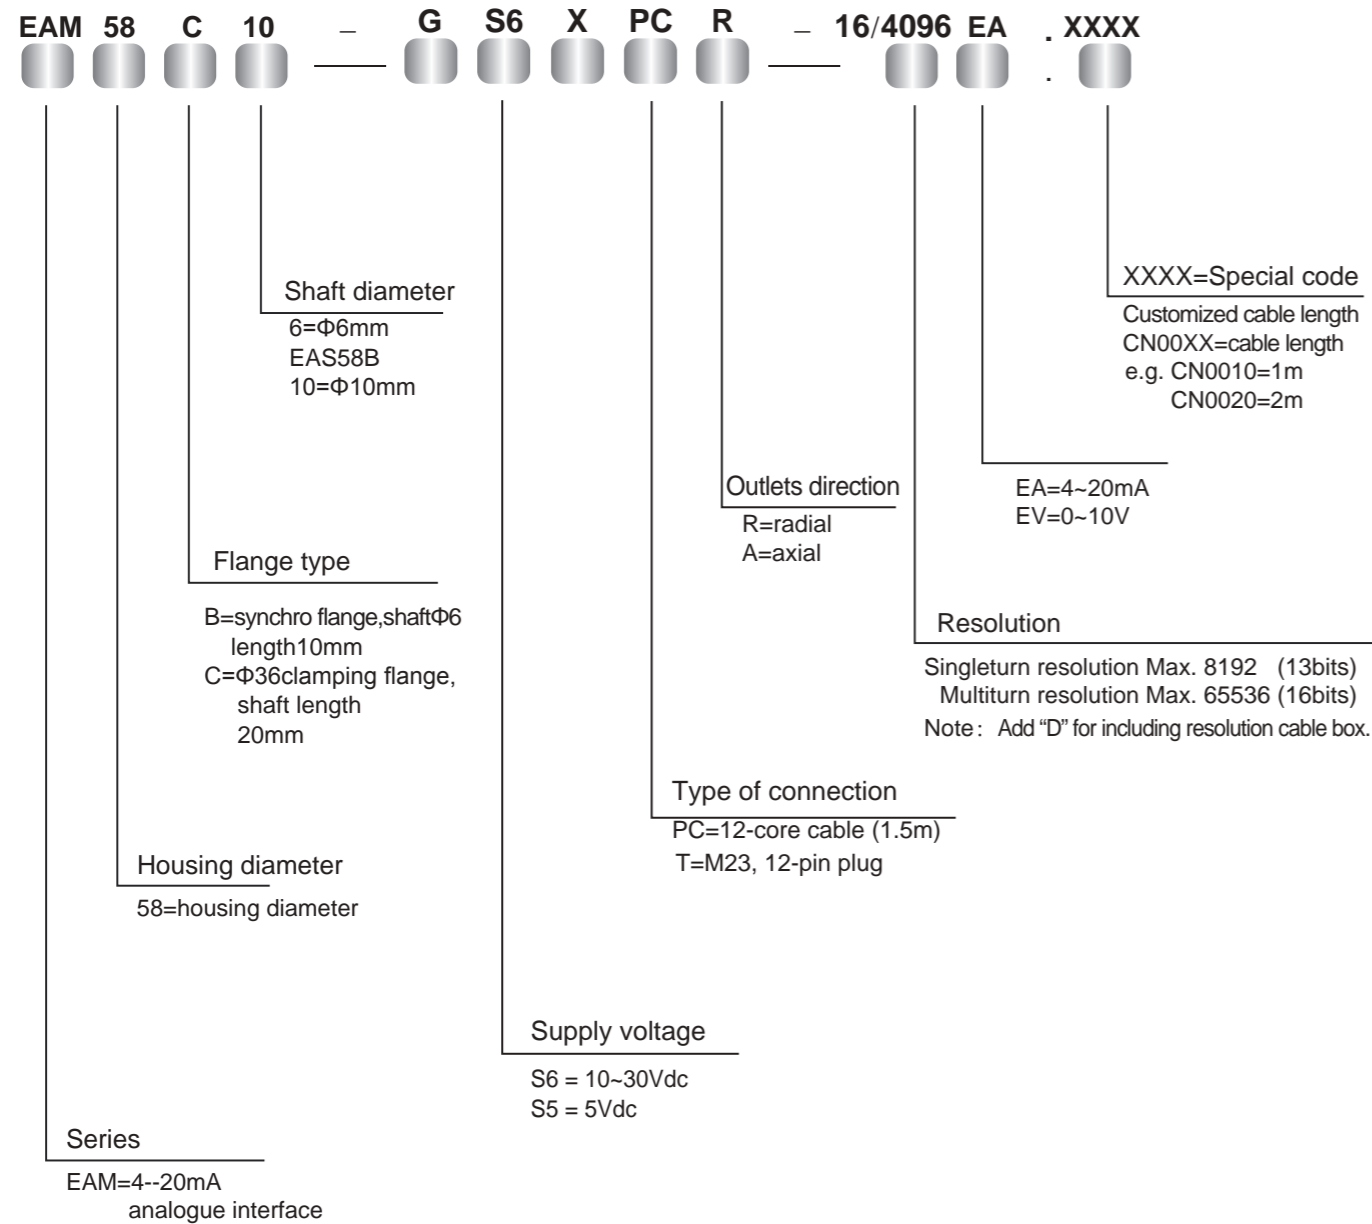 EAM 58 C 10 – G S6 X PC R – 16/4096 EA . XXXX
.
Shaft diameter
6=Φ6mm
EAS58B
10=Φ10mm
XXXX=Special code
Customized cable length
CN00XX=cable length
e.g. CN0010=1m
CN0020=2m
Outlets direction
R=radial
A=axial
EA=4~20mA
EV=0~10V
Flange type
B=synchro flange,shaftΦ6
length10mm
C=Φ36clamping flange,
shaft length
20mm
Resolution
Singleturn resolution Max. 8192 (13bits)
Multiturn resolution Max. 65536 (16bits)
Note: Add “D” for including resolution cable box.
Type of connection
PC=12-core cable (1.5m)
T=M23, 12-pin plug
Housing diameter
58=housing diameter
Supply voltage
S6 = 10~30Vdc
S5 = 5Vdc
Series
EAM=4--20mA
analogue interface